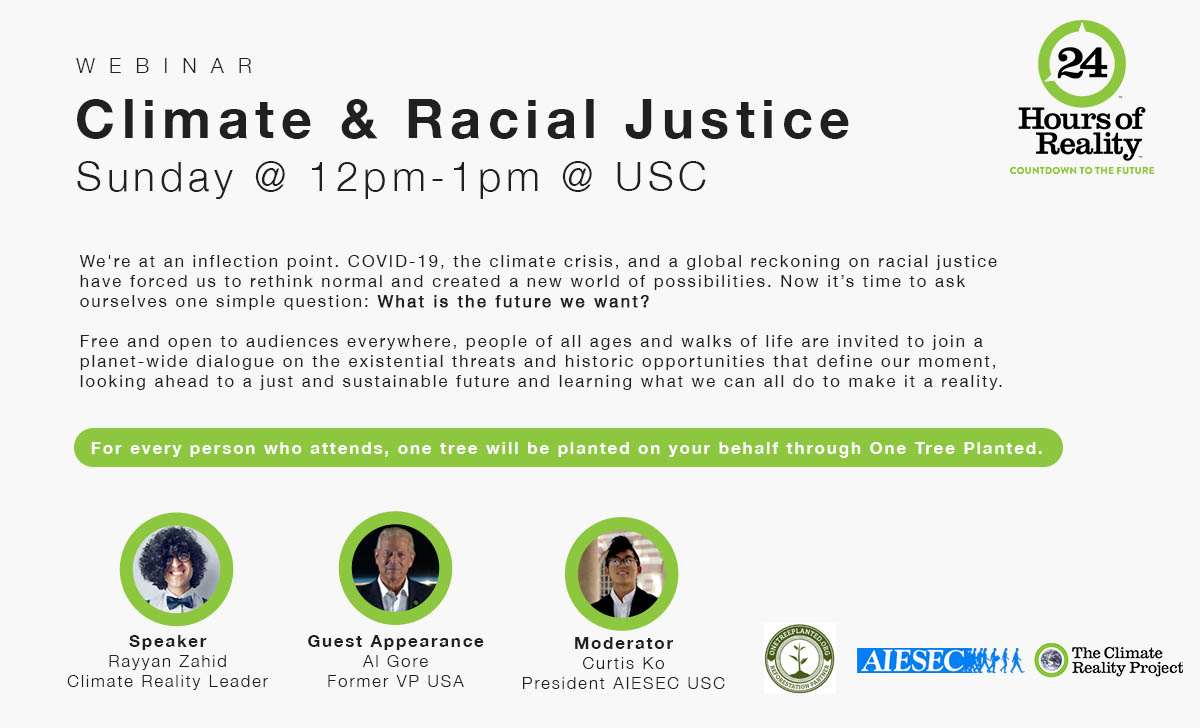 WEBINAR
Climate & Racial Justice
Sunday @ 12pm-1pm @ USC
24
Hours of
Reality
COUNTDOWN TO THE FUTURE
We're at an inflection point. COVID-19, the climate crisis, and a global reckoning on racial justice
have forced us to rethink normal and created a new world of possibilities. Now it’s time to ask
ourselves one simple question: What is the future we want?
Free and open to audiences everywhere, people of all ages and walks of life are invited to join a
planet-wide dialogue on the existential threats and historic opportunities that define our moment,
looking ahead to a just and sustainable future and learning what we can all do to make it a reality.
For every person who attends, one tree will be planted on your behalf through One Tree Planted.
Speaker
Rayyan Zahid
Climate Reality Leader
Guest Appearance
Al Gore
Former VP USA
Moderator
Curtis Ko
President AIESEC USC
ONETREEPLANTED.ORG
REFORESTATION PARTNER
AIESEC
The Climate
Reality Project